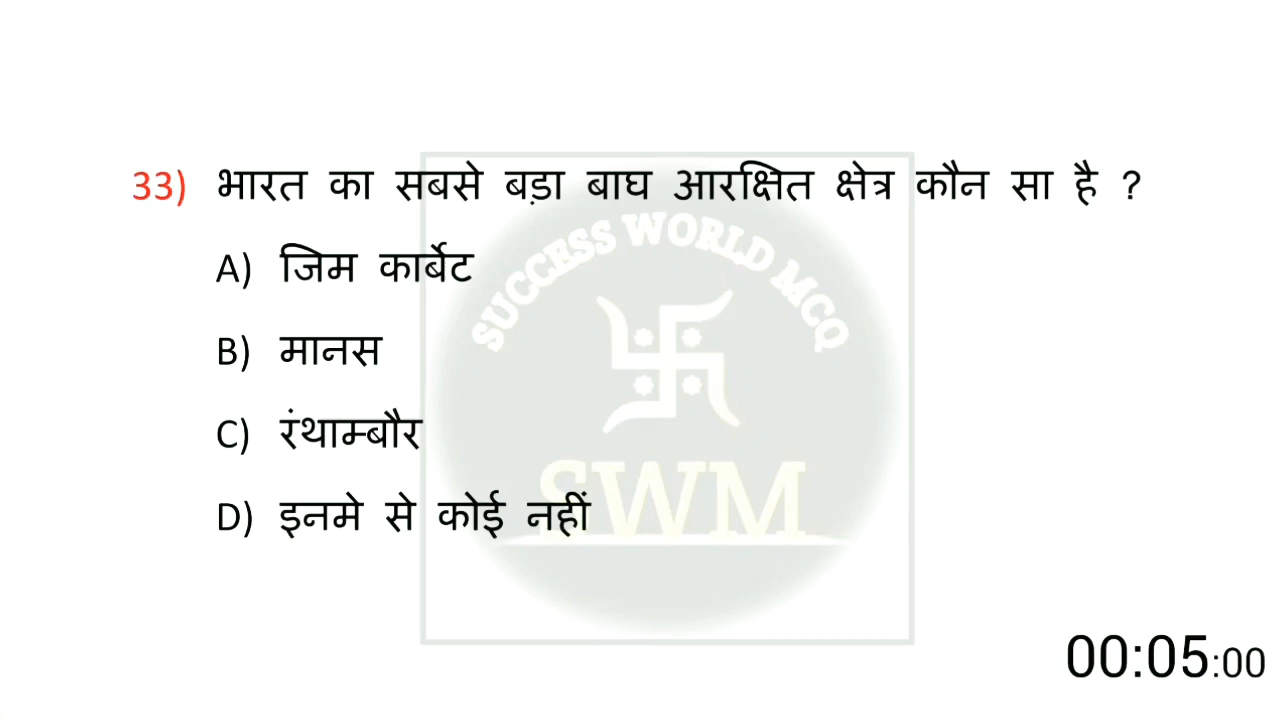 33) भारत का सबसे बड़ा बाघ आरक्षित क्षेत्र कौन सा है ?
A) जिम कार्बेट
B) मानस
C) रंथाम्बौर
D) इनमे से कोई नहीं
SUCCESS WORLD MCQ
SWM
00:05:00